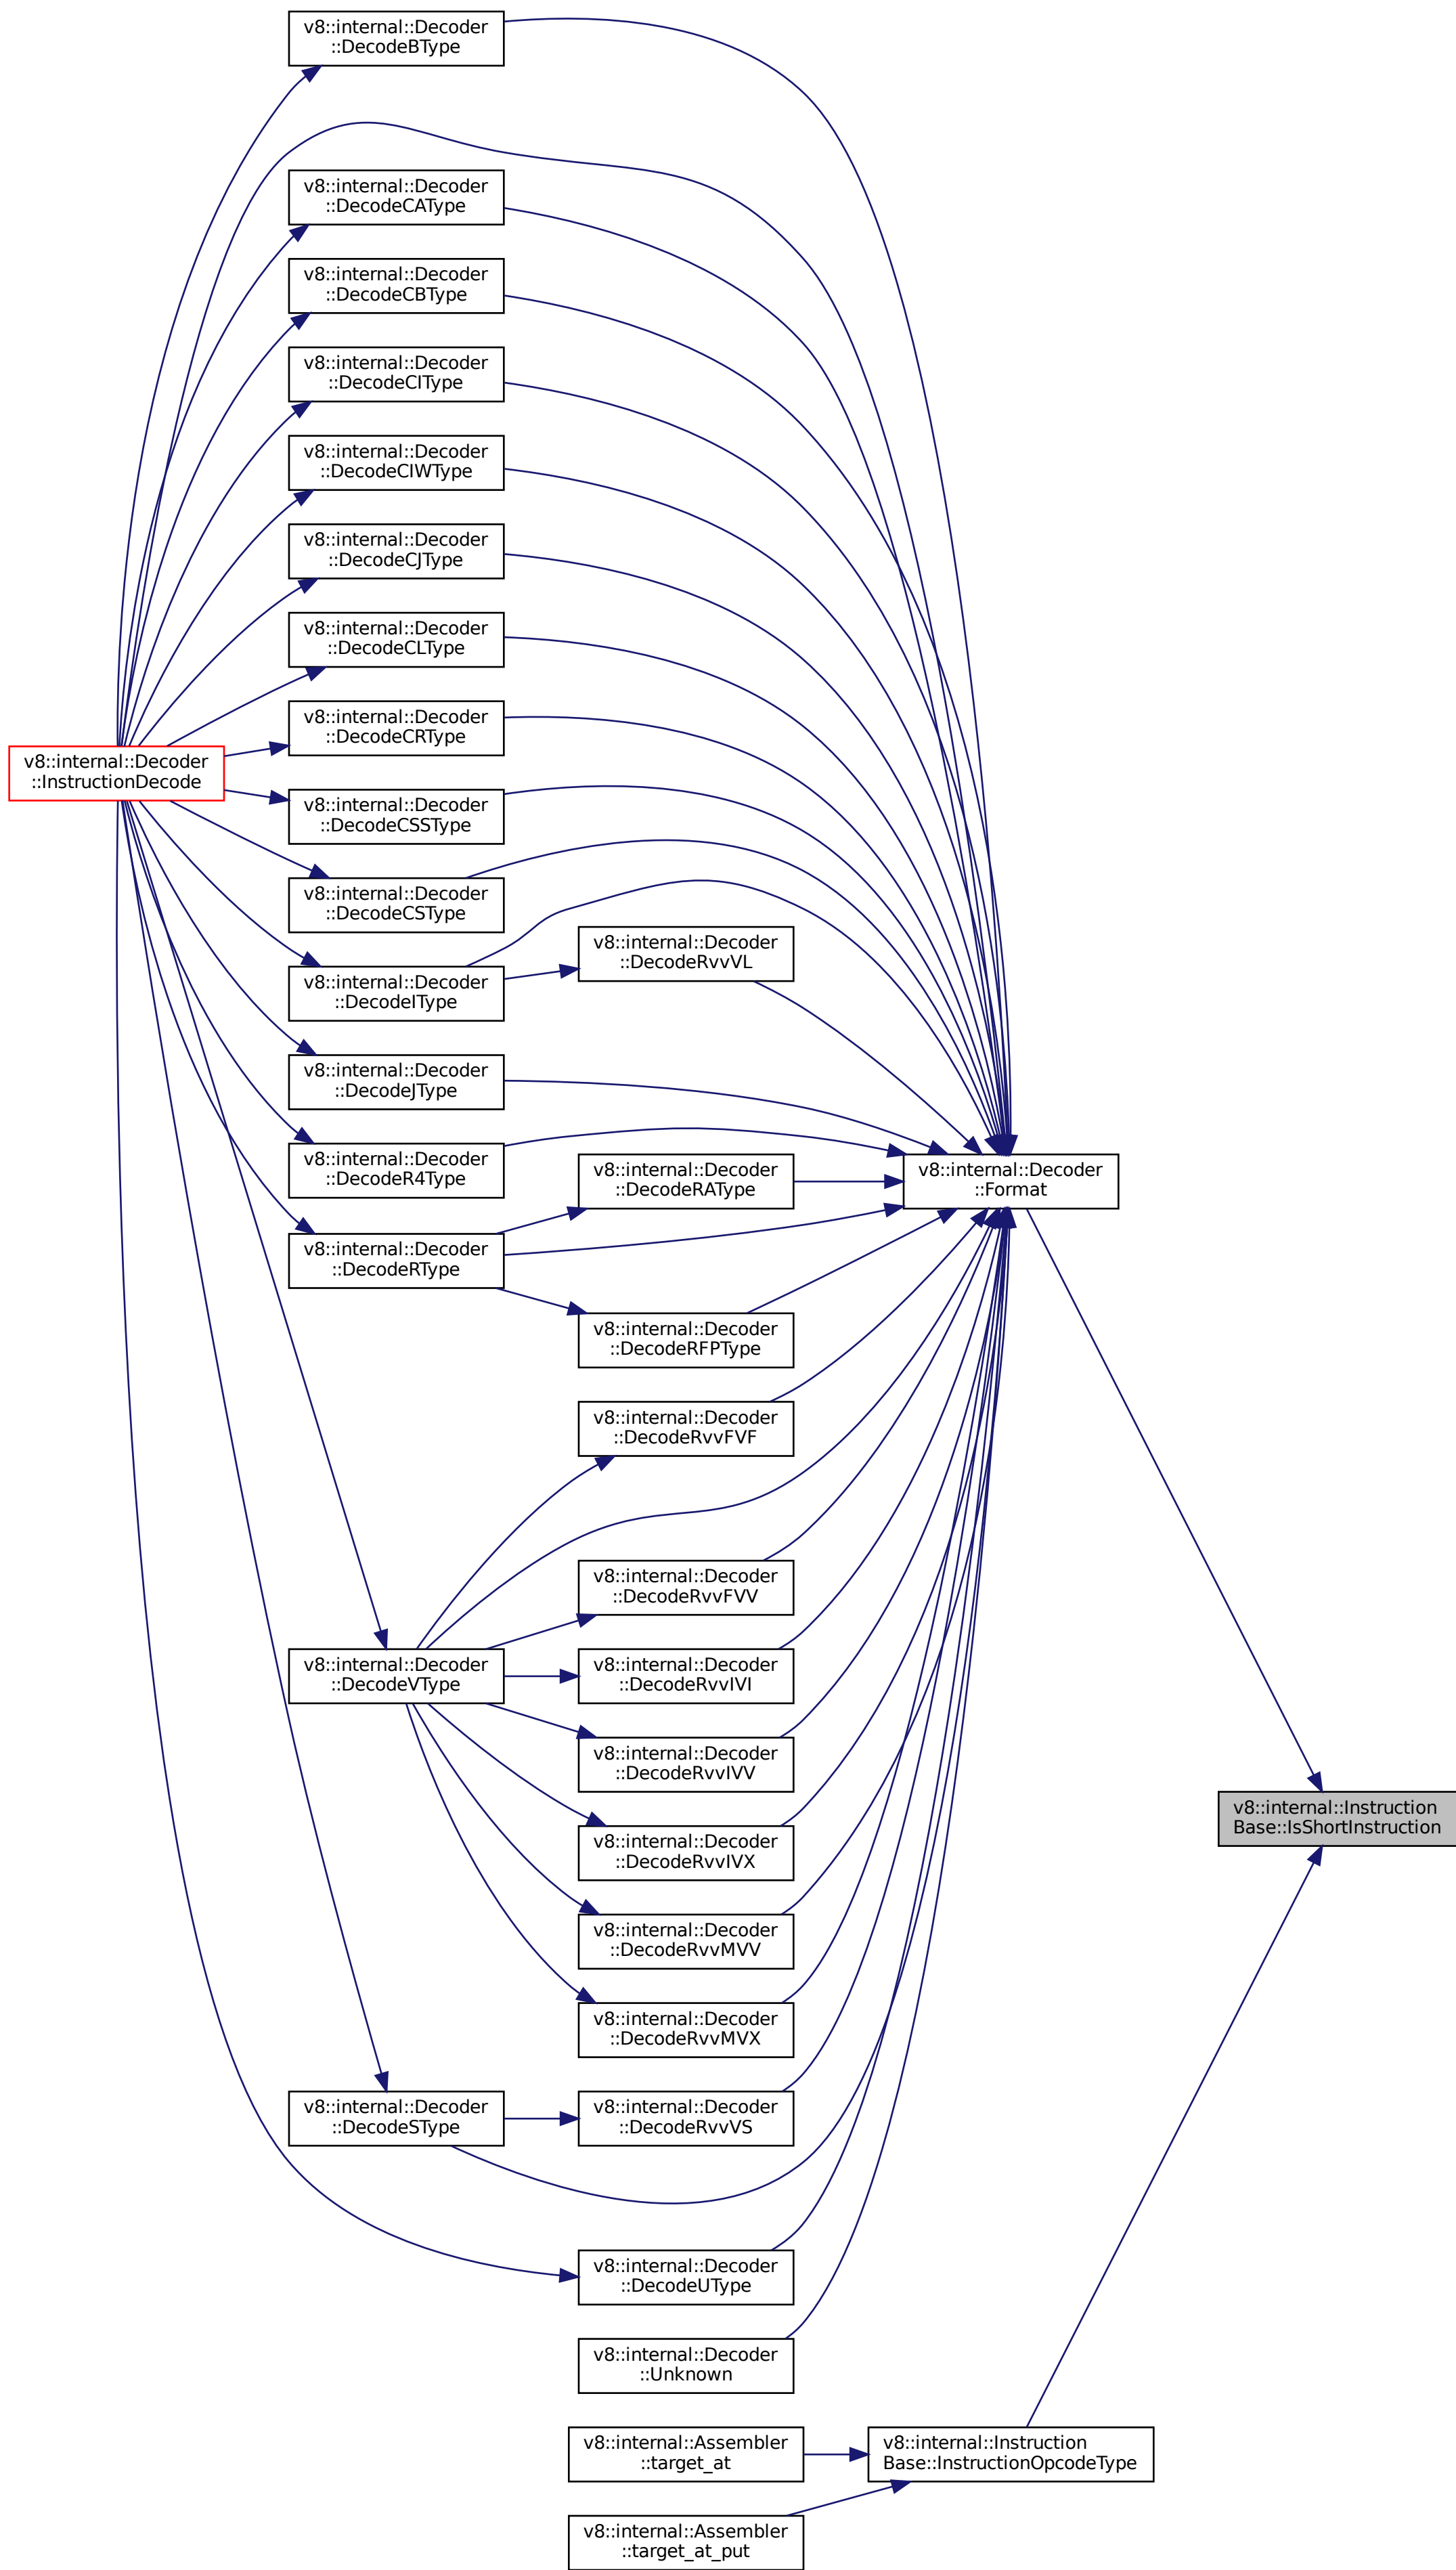 v8::internal::Decoder
::DecodeBType
v8::internal::Decoder
::DecodeCAType
v8::internal::Decoder
::DecodeCBType
v8::internal::Decoder
::DecodeCIType
v8::internal::Decoder
::DecodeCIWType
v8::internal::Decoder
::DecodeCJType
v8::internal::Decoder
::DecodeCLType
v8::internal::Decoder
::DecodeCRType
v8::internal::Decoder
::InstructionDecode
v8::internal::Decoder
::DecodeCSSType
v8::internal::Decoder
::DecodeCSType
v8::internal::Decoder
::DecodeRvvVL
v8::internal::Decoder
::DecodeIType
v8::internal::Decoder
::DecodeJType
v8::internal::Decoder
::DecodeR4Type
v8::internal::Decoder
::DecodeRAType
v8::internal::Decoder
::Format
v8::internal::Decoder
::DecodeRType
v8::internal::Decoder
::DecodeRFPType
v8::internal::Decoder
::DecodeRvvFVF
v8::internal::Decoder
::DecodeRvvFVV
v8::internal::Decoder
::DecodeVType
v8::internal::Decoder
::DecodeRvvIVI
v8::internal::Decoder
::DecodeRvvIVV
v8::internal::Instruction
Base::IsShortInstruction
v8::internal::Decoder
::DecodeRvvIVX
v8::internal::Decoder
::DecodeRvvMVV
v8::internal::Decoder
::DecodeRvvMVX
v8::internal::Decoder
::DecodeSType
v8::internal::Decoder
::DecodeRvvVS
v8::internal::Decoder
::DecodeUType
v8::internal::Decoder
::Unknown
v8::internal::Assembler
::target_at
v8::internal::Instruction
Base::InstructionOpcodeType
v8::internal::Assembler
::target_at_put